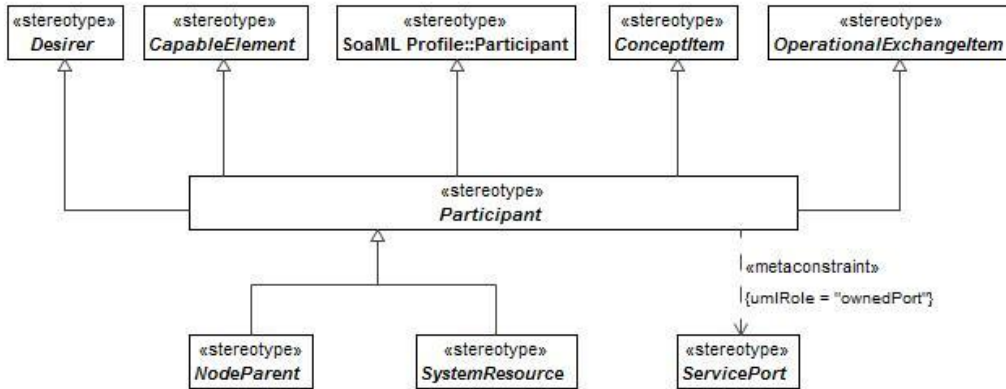 «stereotype»
Desirer
«stereotype»
CapableElement
«stereotype»
SoaML Profile::Participant
«stereotype»
ConceptItem
«stereotype»
OperationalExchangeItem
«stereotype»
Participant
«metaconstraint»
{umlRole = "ownedPort"}
«stereotype»
NodeParent
«stereotype»
SystemResource
«stereotype»
ServicePort